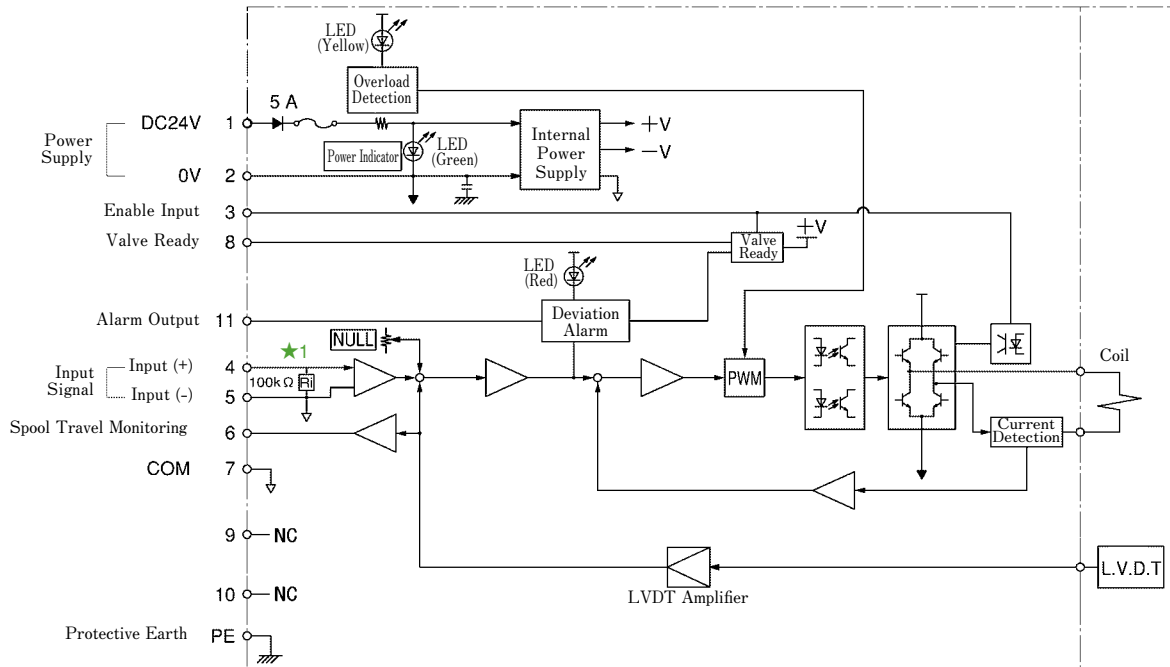 LED
(Yellow)
Overload
Detection
5 A
Power
Supply
DC24V 1
0V 2
Power Indicator
LED
(Green)
Internal
Power
Supply
+V
−V
Enable Input 3
Valve Ready 8
Valve
Ready
+V
LED
(Red)
Alarm Output 11
Deviation
Alarm
★1
NULL
Input
Signal
Input (+) 4
Input (-) 5
100kΩ Ri
PWM
Coil
Spool Travel Monitoring 6
Current
Detection
COM 7
9 NC
10 NC
LVDT Amplifier
L.V.D.T
Protective Earth PE